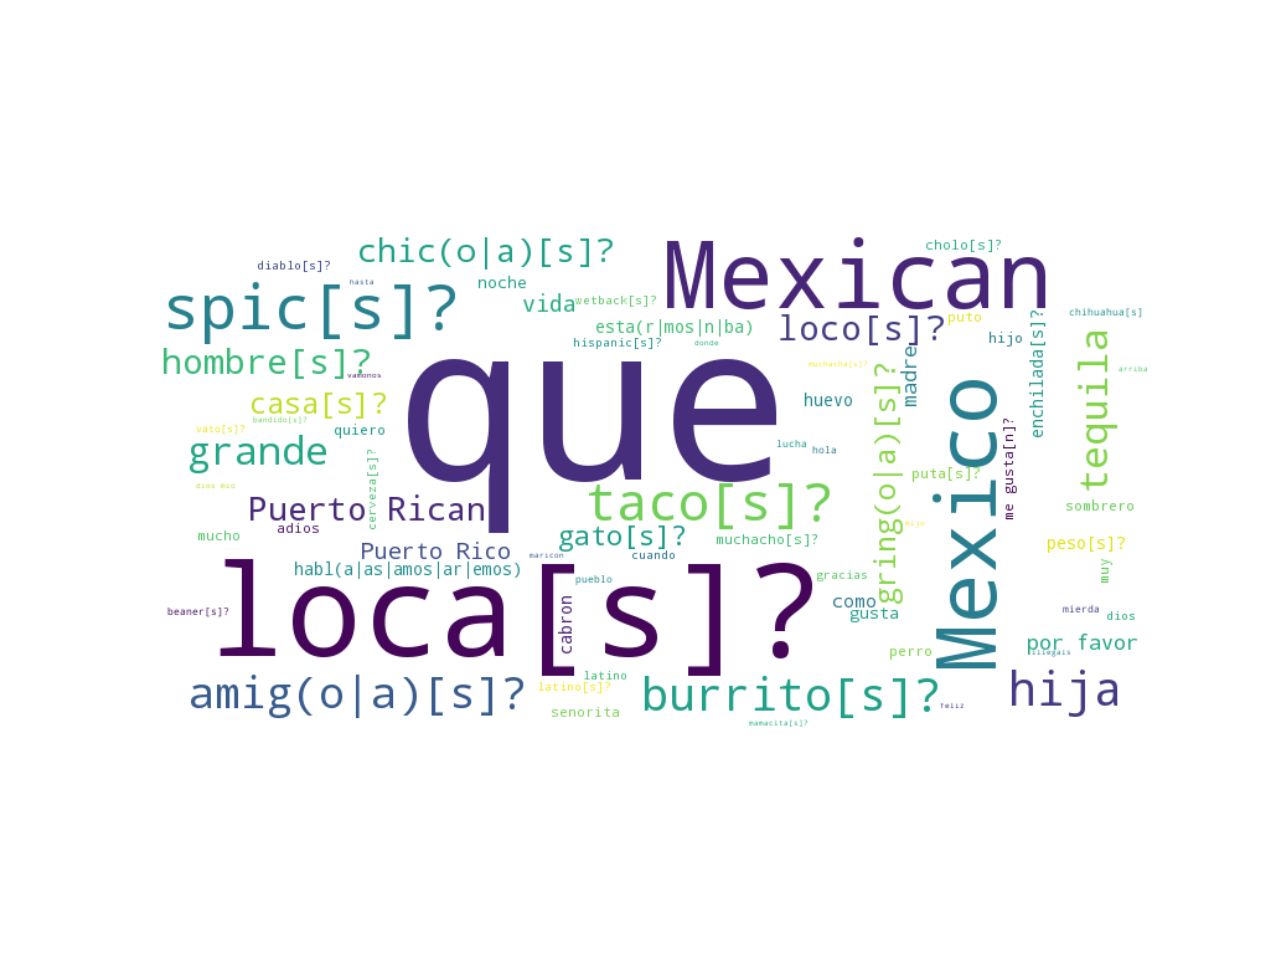 chic(o|a)[s]?
Mexican
cholo[s]?
diablo[s]?
hasta
noche
spic[s]?
vida
wetback[s]?
esta(r|mos|n|ba)
loco[s]?
puto
chihuahua[s]
hombre[s]?
hispanic[s]?
donde
hijo
enchilada[s]?
tequila
vamonos
que
muchacha[s]?
madre
arriba
casa[s]?
huevo
gring(o|a)[s]?
Mexico
bandido[s]?
vato[s]?
quiero
lucha
hola
me gusta[n]?
grande
cerveza[s]?
puta[s]?
dios mio
taco[s]?
Puerto Rican
sombrero
adios
mucho
gato[s]?
muchacho[s]?
peso[s]?
Puerto Rico
maricon
cuando
muy
habl(a|as|amos|ar|emos)
loca[s]?
pueblo
gracias
beaner[s]?
cabron
como
gusta
mierda
dios
perro
por favor
latino
amig(o|a)[s]?
latino[s]?
burrito[s]?
hija
senorita
feliz
mamacita[s]?